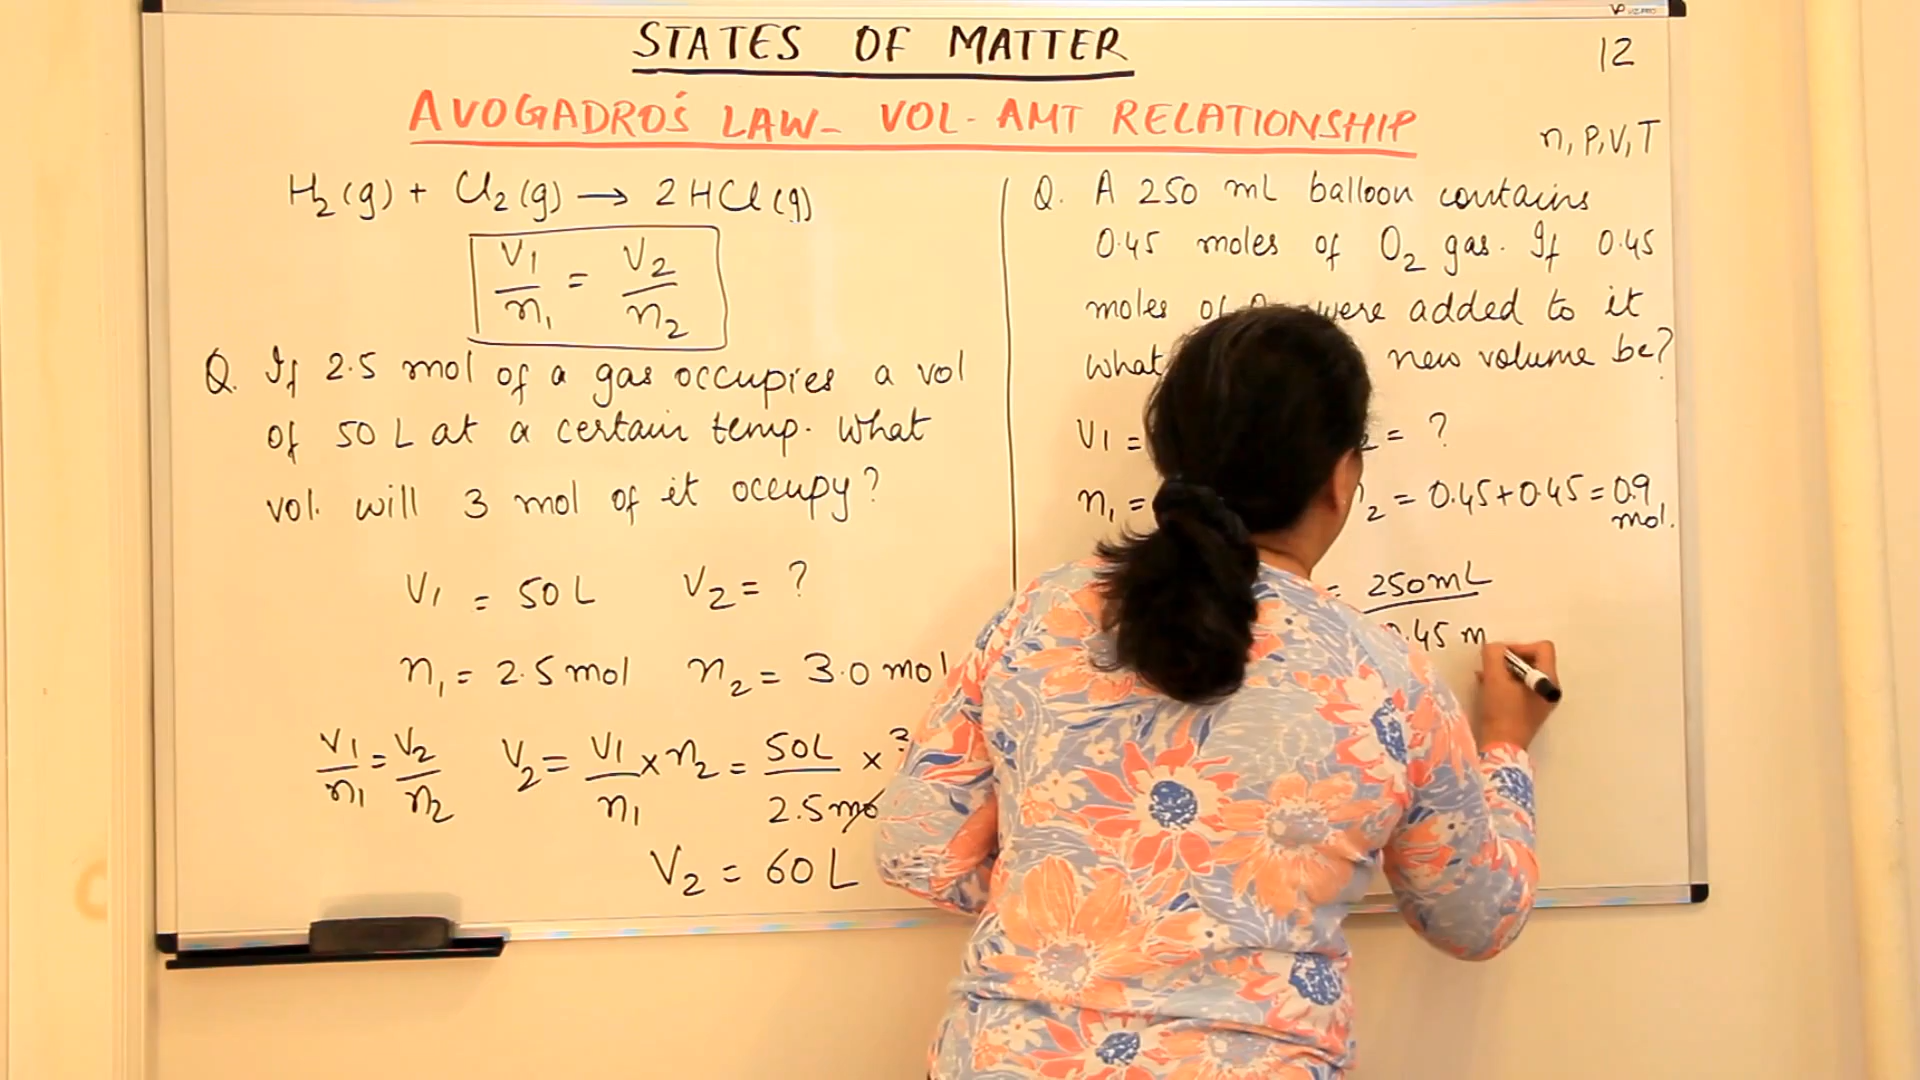 STATES OF MATTER
12
AVOGADRO'S LAW- VOL- AMT RELATIONSHIP
n, P, V, T
H₂(g) + Cl₂(g) → 2HCl(g)
V₁/n₁ = V₂/n₂
Q. If 2.5 mol of a gas occupies a vol
of 50 L at a certain temp. What
vol. will 3 mol of it occupy?
V₁ = 50 L V₂ = ?
n₁ = 2.5 mol n₂ = 3.0 mol
V₁/n₁ = V₂/n₂ V₂ = V₁/n₁ × n₂ = 50L/2.5 mo ×
V₂ = 60 L
Q. A 250 mL balloon contains
0.45 moles of O₂ gas. If 0.45
moles of were added to it
what new volume be?
V₁ = ₂ = ?
n₁ = ₂ = 0.45+0.45 = 0.9
mol.
= 250mL
0.45 m